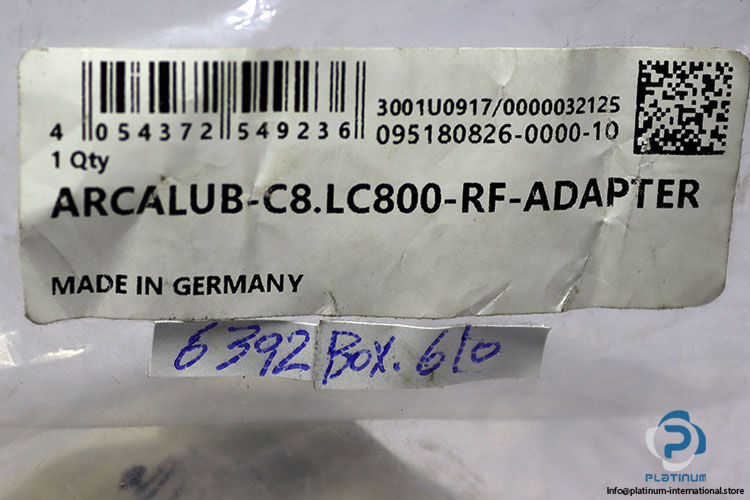 3001U0917/0000032125
4 054372 549236
095180826-0000-10
1 Qty
ARCALUB-C8.LC800-RF-ADAPTER
MADE IN GERMANY
6392 Box. 610
PLATINUM
Info@platinum-international.store